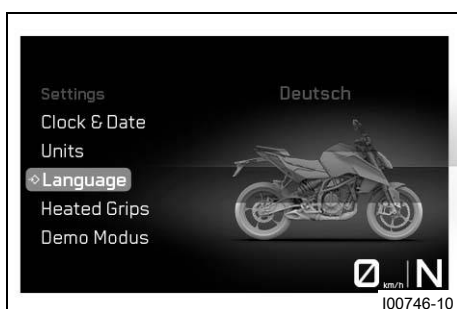 Settings
Deutsch
Clock & Date
Units
Language
Heated Grips
Demo Modus
0 km/h N
I00746-10